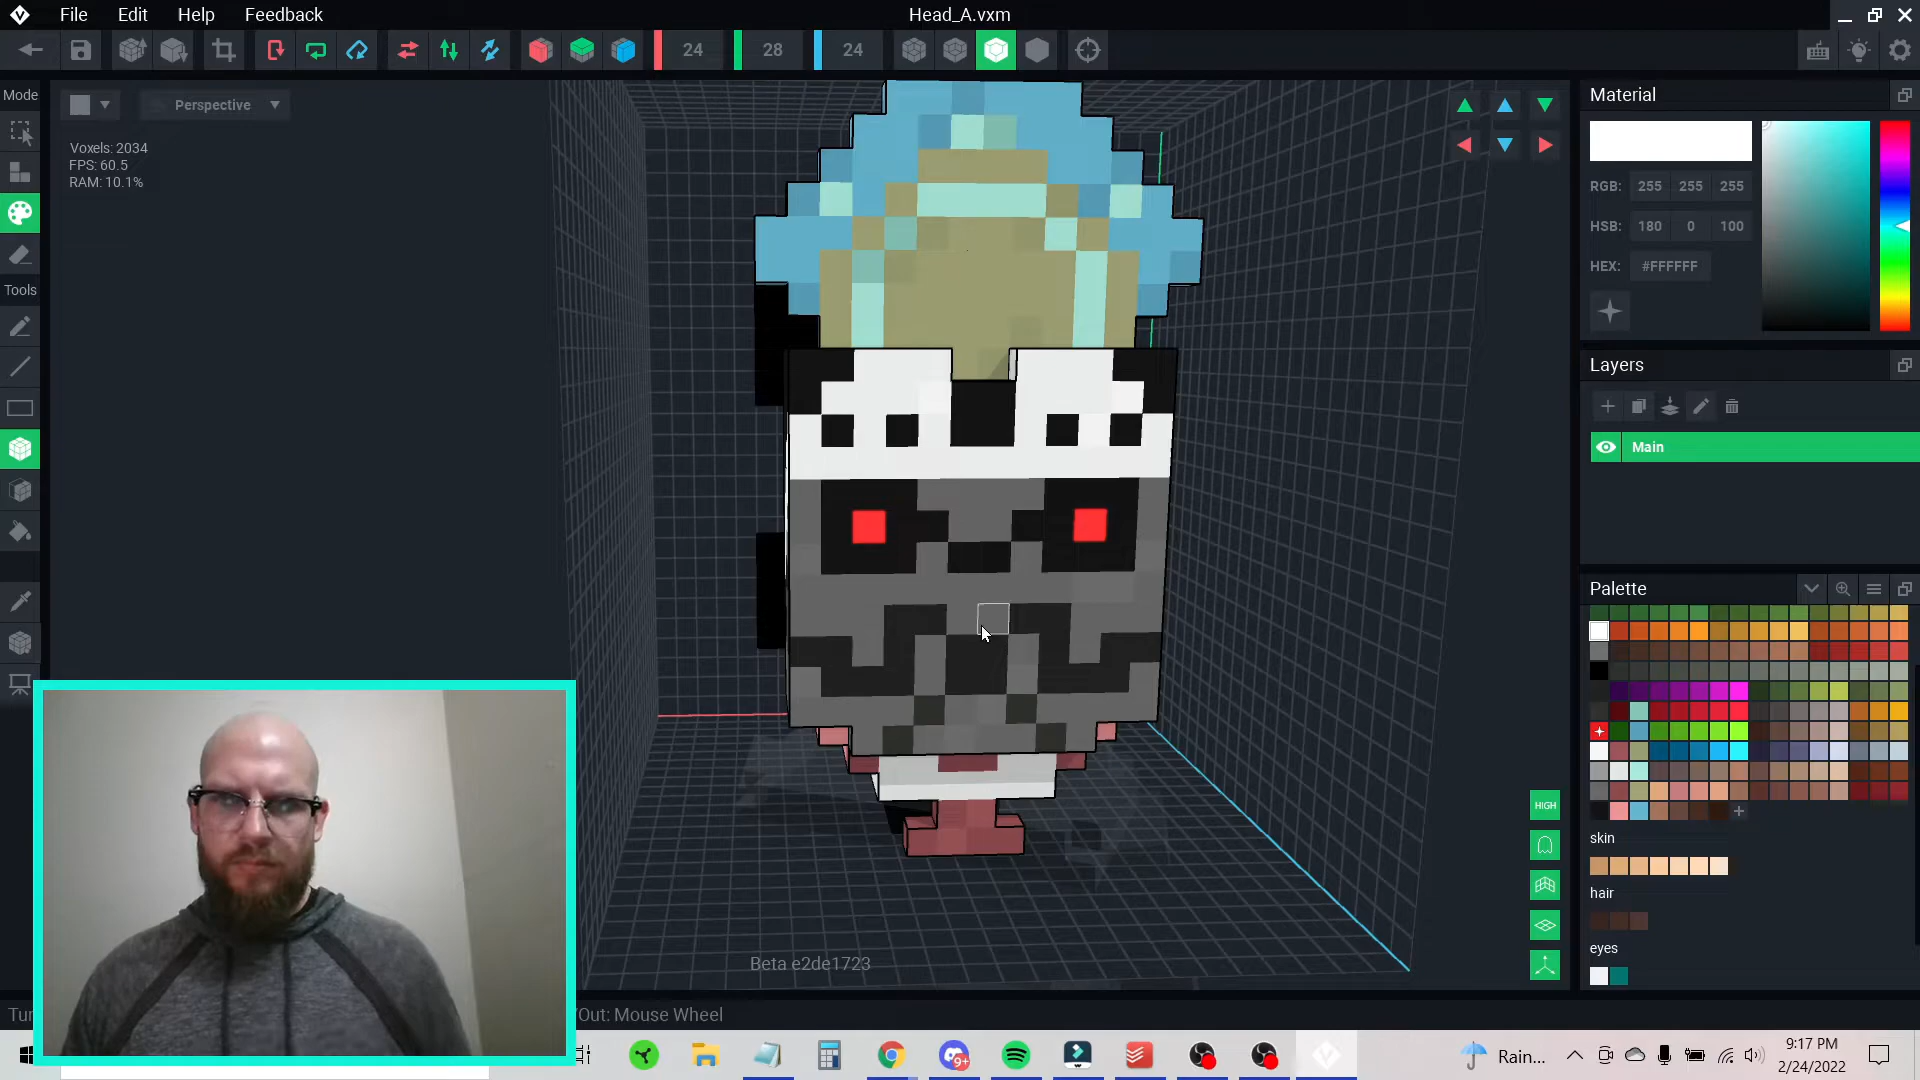 File Edit Help Feedback Head_A.vxm
24 28 24
Mode
Perspective
Voxels: 2034
FPS: 60.5
RAM: 10.1%
Tools
Material
RGB: 255 255 255
HSB: 180 0 100
HEX: #FFFFFF
Layers
Main
Palette
skin
hair
eyes
HIGH
Beta e2de1723
Tur
/Out: Mouse Wheel
9+
Rain...
9:17 PM
2/24/2022